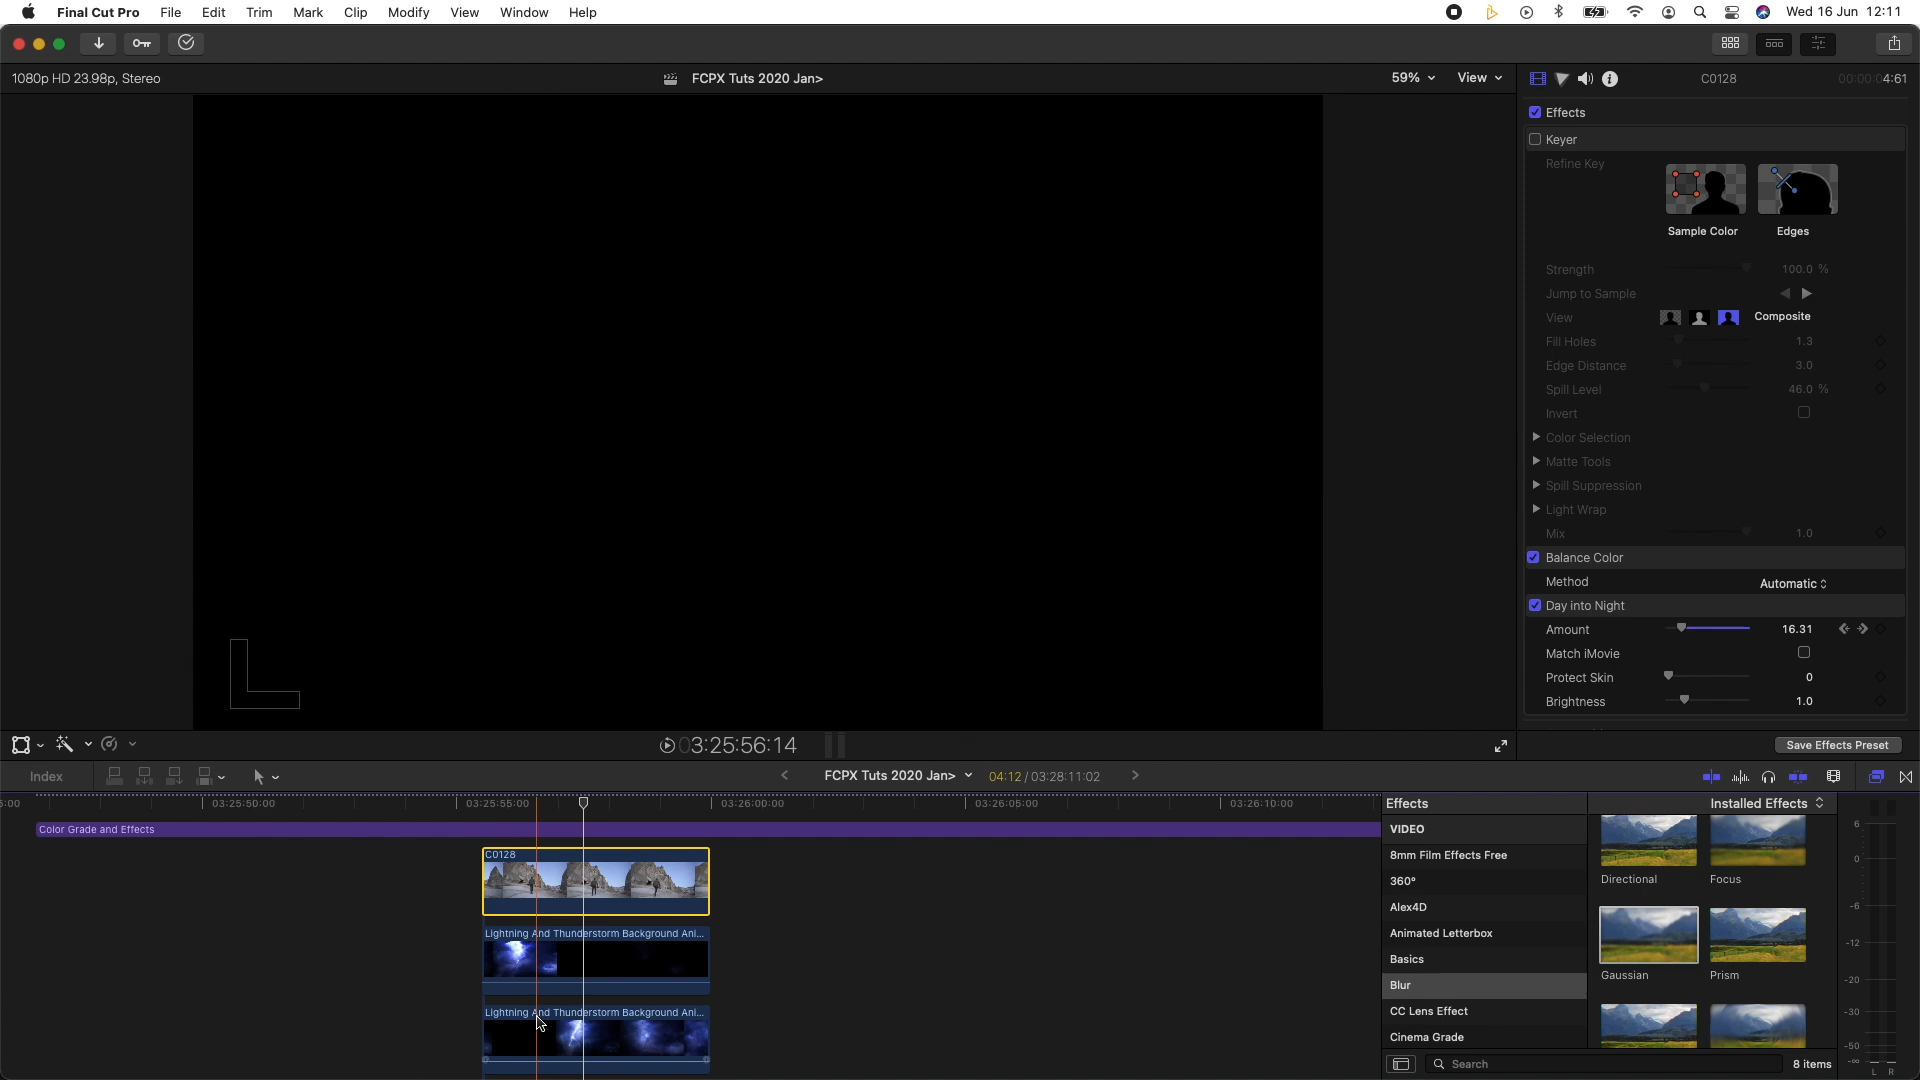 Final Cut Pro File Edit Trim Mark Clip Modify View Window Help Wed 16 Jun 12:11
1080p HD 23.98p, Stereo FCPX Tuts 2020 Jan> 59% View C0128 00:00:04:61
Effects
Keyer
Refine Key
Sample Color Edges
Strength 100.0 %
Jump to Sample
View Composite
Fill Holes 1.3
Edge Distance 3.0
Spill Level 46.0 %
Invert
Color Selection
Matte Tools
Spill Suppression
Light Wrap
Mix 1.0
Balance Color
Method Automatic
Day into Night
Amount 16.31
Match iMovie
Protect Skin 0
Brightness 1.0
03:25:56:14 Save Effects Preset
Index FCPX Tuts 2020 Jan> 04:12 / 03:28:11:02
5:00 03:25:50:00 03:25:55:00 03:26:00:00 03:26:05:00 03:26:10:00
Effects Installed Effects
Color Grade and Effects
C0128
Lightning And Thunderstorm Background Ani...
Lightning And Thunderstorm Background Ani...
VIDEO
8mm Film Effects Free
360°
Alex4D
Animated Letterbox
Basics
Blur
CC Lens Effect
Cinema Grade
Directional Focus
Gaussian Prism
Search 8 items
6
0
-6
-12
-20
-30
-50
-∞
L R